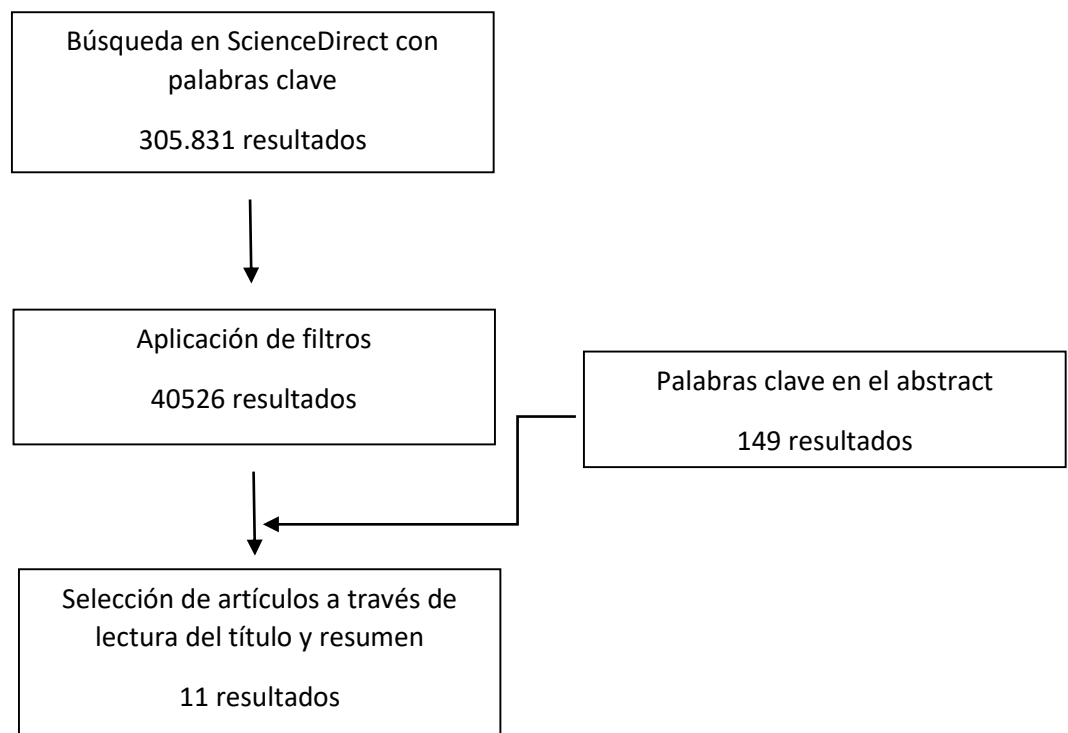 Búsqueda en ScienceDirect con
palabras clave
305.831 resultados
Aplicación de filtros
40526 resultados
Palabras clave en el abstract
149 resultados
Selección de artículos a través de
lectura del título y resumen
11 resultados